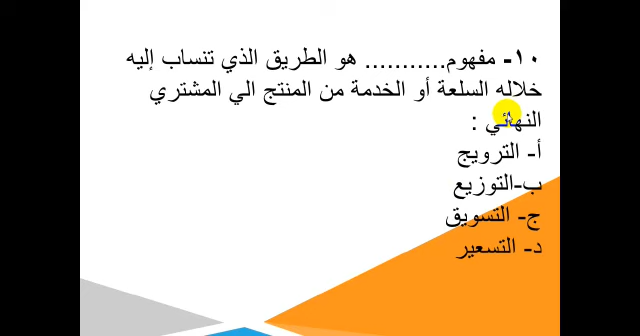 ١٠- مفهوم........... هو الطريق الذي تنساب إليه
خلاله السلعة أو الخدمة من المنتج الي المشتري
النهائي :
أ- الترويج
ب-التوزيع
ج- التسويق
د- التسعير